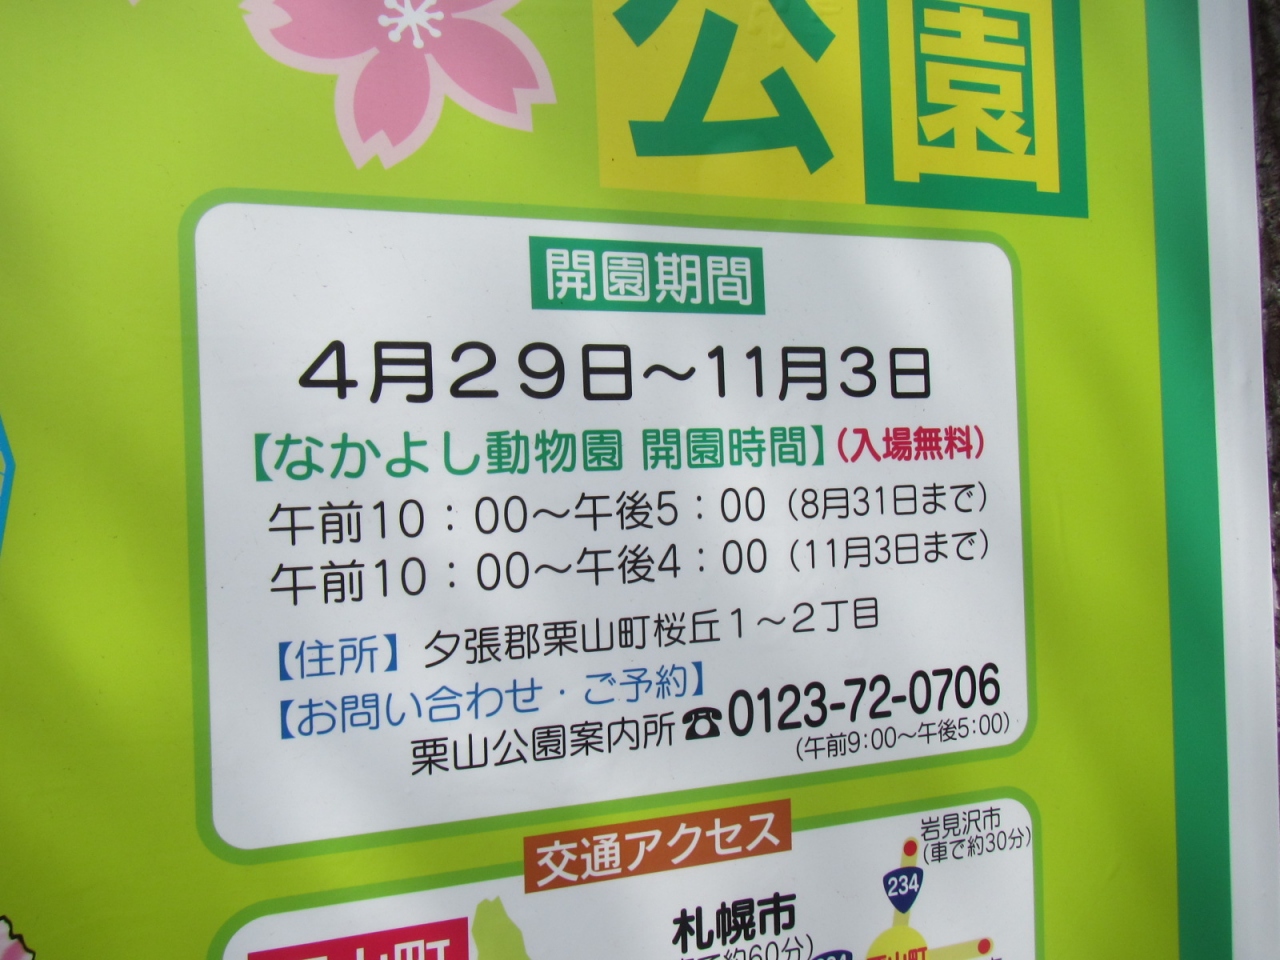 公園
開園期間
4月29日～11月3日
【なかよし動物園 開園時間】(入場無料)
午前10：00～午後5：00（8月31日まで）
午前10：00～午後4：00（11月3日まで）
【住所】 夕張郡栗山町桜丘1～2丁目
【お問い合わせ・ご予約】
栗山公園案内所☎0123-72-0706
（午前9:00～午後5:00）
交通アクセス
岩見沢市
(車で約30分)
234
札幌市
約60分)
山町